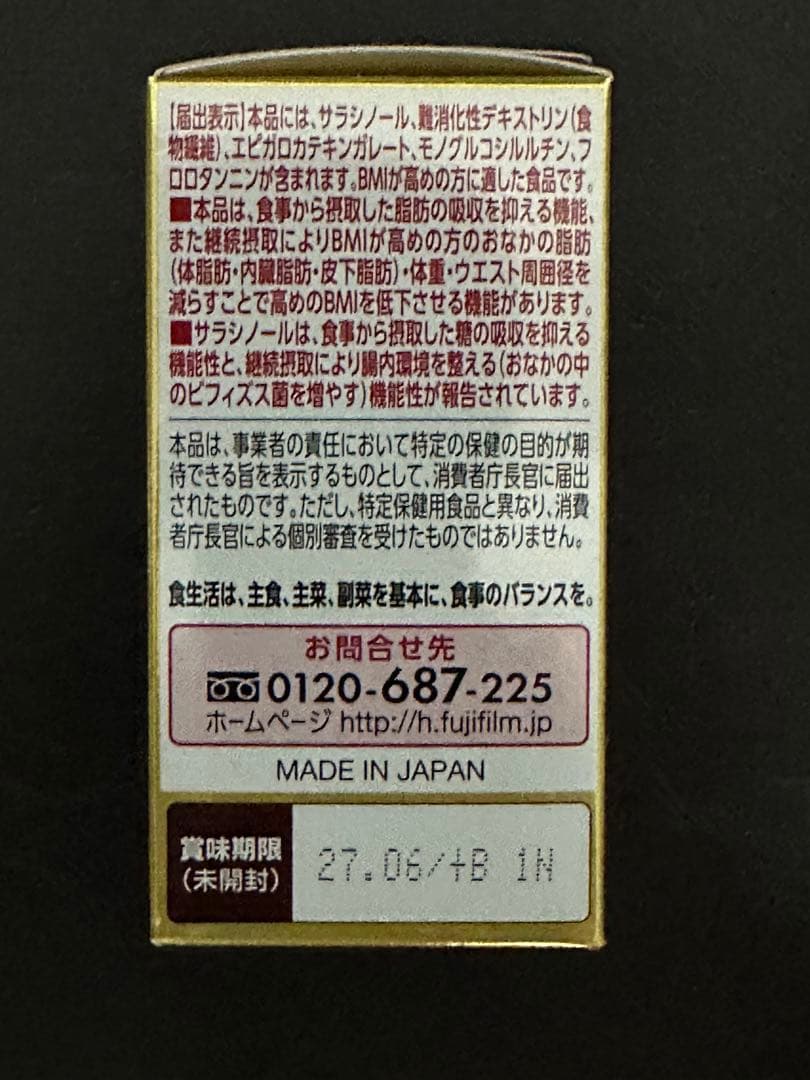 【届出表示】本品には、サラシノール、難消化性デキストリン(食
物繊維)、エピガロカテキンガレート、モノグルコシルルチン、フ
ロロタンニンが含まれます。BMIが高めの方に適した食品です。
■本品は、食事から摂取した脂肪の吸収を抑える機能、
また継続摂取によりBMIが高めの方のおなかの脂肪
(体脂肪・内臓脂肪・皮下脂肪)・体重・ウエスト周囲径を
減らすことで高めのBMIを低下させる機能があります。
■サラシノールは、食事から摂取した糖の吸収を抑える
機能性と、継続摂取により腸内環境を整える(おなかの中
のビフィズス菌を増やす)機能性が報告されています。
本品は、事業者の責任において特定の保健の目的が期
待できる旨を表示するものとして、消費者庁長官に届出
されたものです。ただし、特定保健用食品と異なり、消費
者庁長官による個別審査を受けたものではありません。
食生活は、主食、主菜、副菜を基本に、食事のバランスを。
お問合せ先
0120-687-225
ホームページ http://h.fujifilm.jp
MADE IN JAPAN
賞味期限
(未開封)
27.06/+B 1N